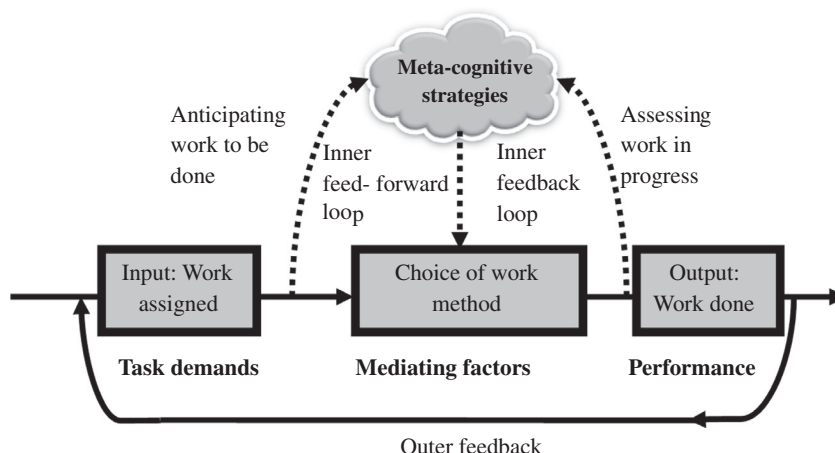 Meta-cognitive
strategies
Anticipating
work to be
done
Inner
feed- forward
loop
Inner
feedback
loop
Assessing
work in
progress
Input: Work
assigned
Choice of work
method
Output:
Work done
Task demands
Mediating factors
Performance
Outer feedback